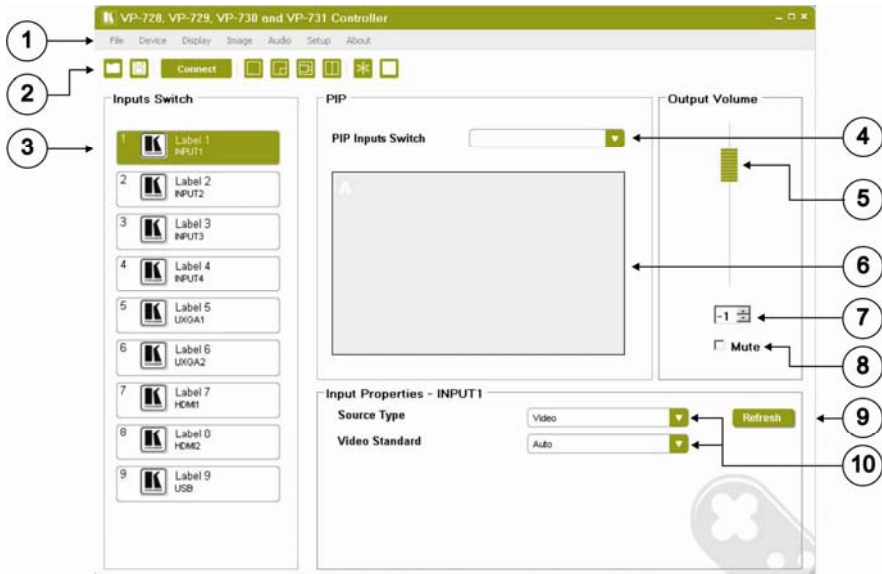 VP-728, VP-729, VP-730 and VP-731 Controller
File Device Display Image Audio Setup About
Connect
Inputs Switch
1 Label 1
INPUT1
2 Label 2
INPUT2
3 Label 3
INPUT3
4 Label 4
INPUT4
5 Label 5
UXGA1
6 Label 6
UXGA2
7 Label 7
HDMI1
8 Label 0
HDMI2
9 Label 9
USB
PIP
PIP Inputs Switch
A
Output Volume
-1
Mute
Input Properties - INPUT1
Source Type Video Refresh
Video Standard Auto
1
2
3
4
5
6
7
8
9
10